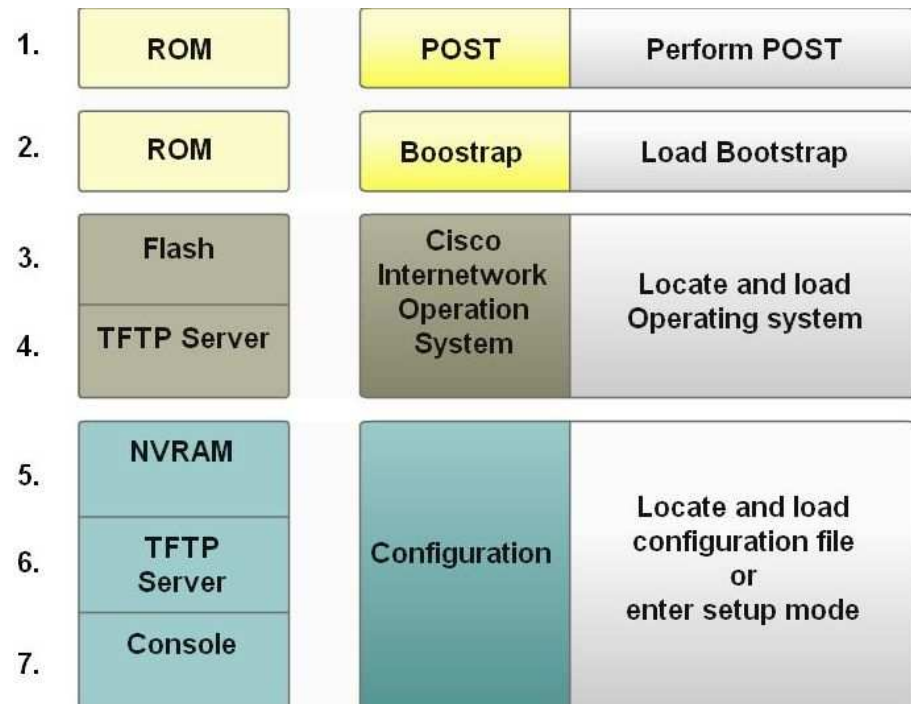 1.
ROM
POST
Perform POST
2.
ROM
Boostrap
Load Bootstrap
3.
Flash
4.
TFTP Server
Cisco
Internetwork
Operation
System
Locate and load
Operating system
5.
NVRAM
6.
TFTP
Server
7.
Console
Configuration
Locate and load
configuration file
or
enter setup mode